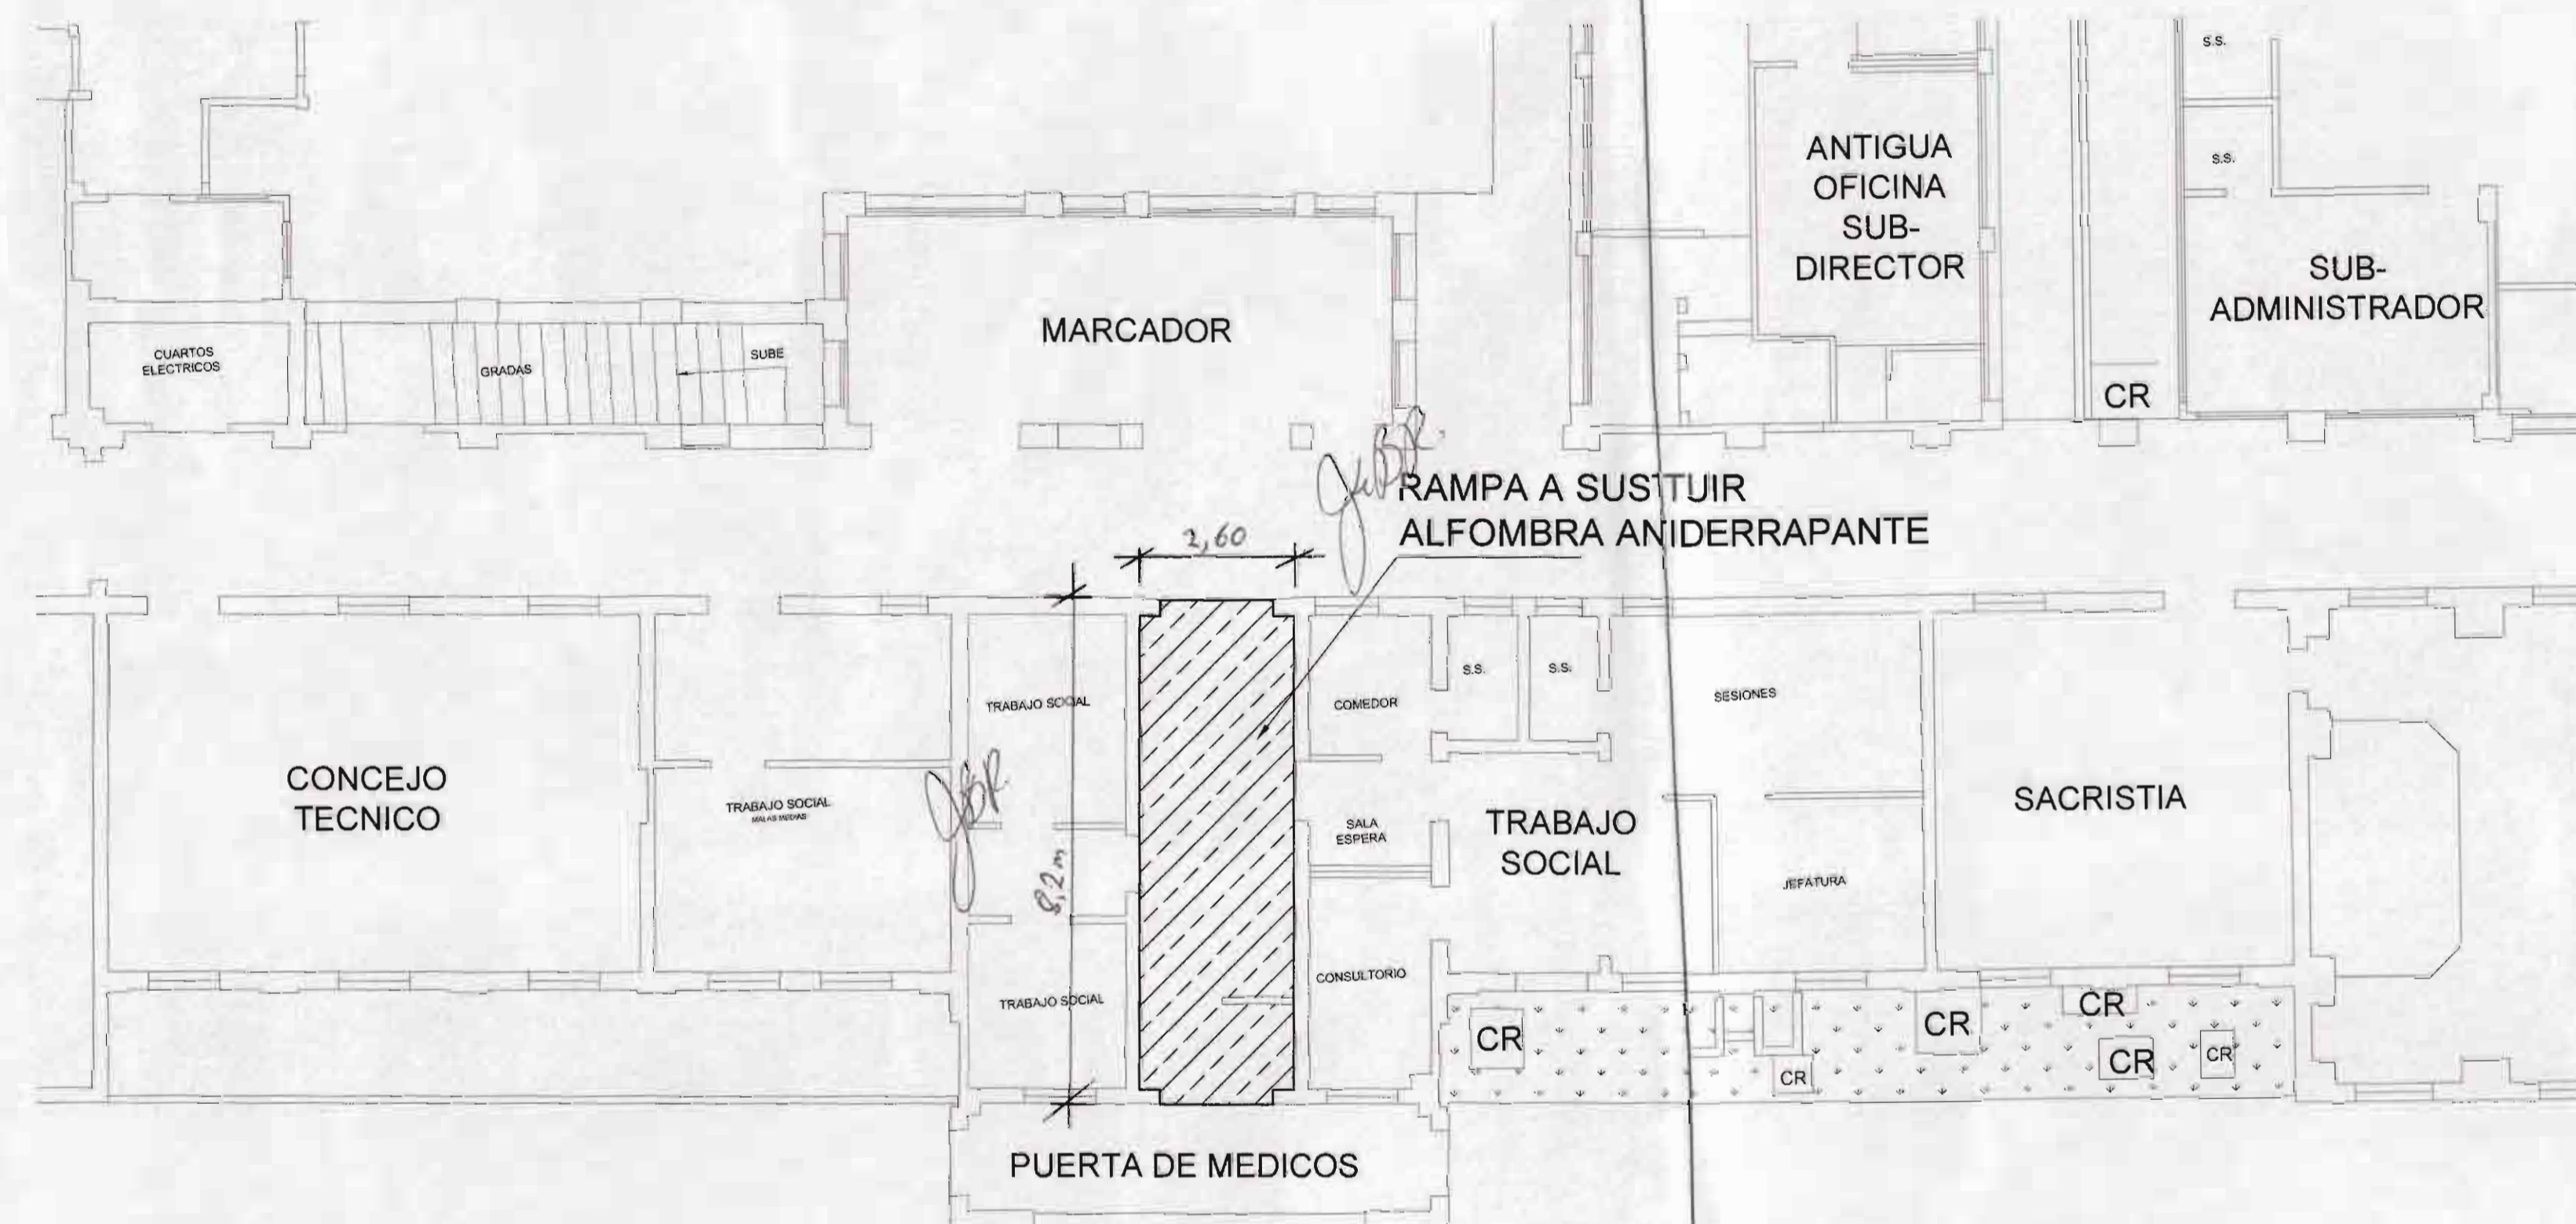 S.S.
S.S.
ANTIGUA
OFICINA
SUB-
DIRECTOR
SUB-
ADMINISTRADOR
MARCADOR
CUARTOS
ELECTRICOS
GRADAS
SUBE
CR
RAMPA A SUSTUIR
ALFOMBRA ANIDERRAPANTE
2,60
8,2m
CONCEJO
TECNICO
TRABAJO SOCIAL
TRABAJO SOCIAL
TRABAJO SOCIAL
COMEDOR
S.S.
S.S.
SALA
ESPERA
CONSULTORIO
TRABAJO
SOCIAL
SESIONES
JEFATURA
SACRISTIA
CR
CR
CR
CR
CR
CR
PUERTA DE MEDICOS